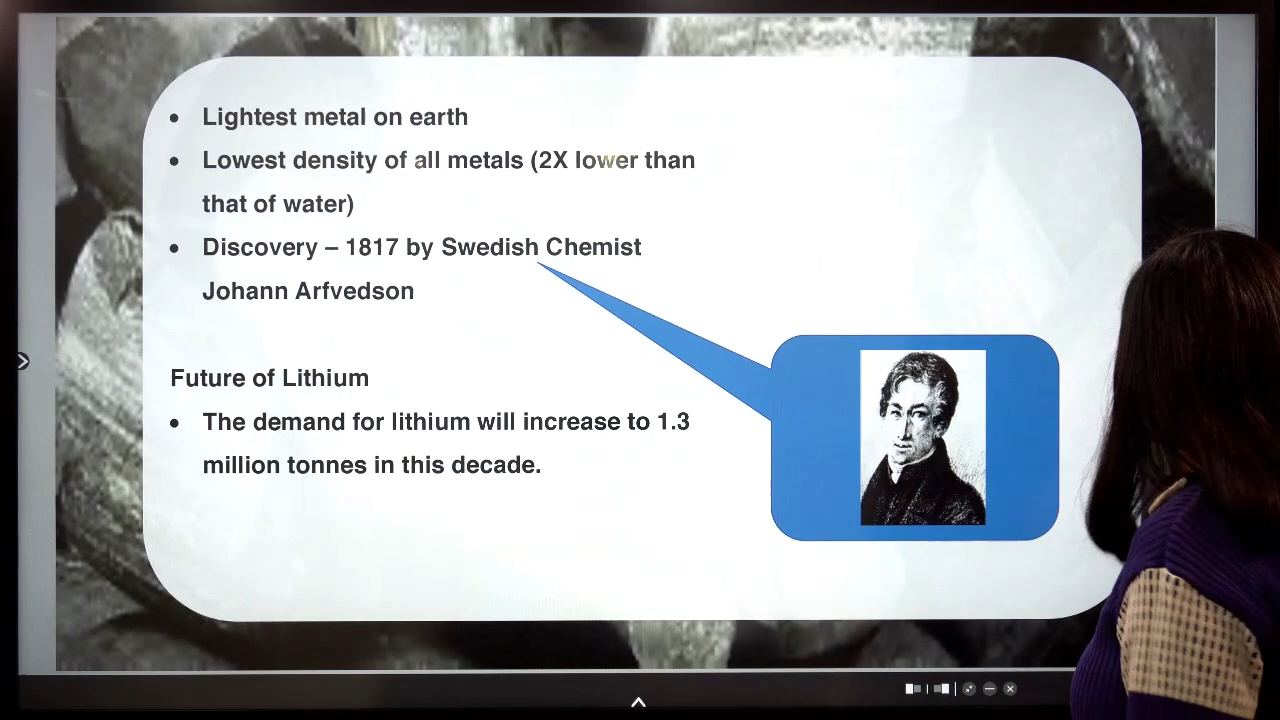 • Lightest metal on earth
• Lowest density of all metals (2X lower than
that of water)
• Discovery – 1817 by Swedish Chemist
Johann Arfvedson
Future of Lithium
• The demand for lithium will increase to 1.3
million tonnes in this decade.